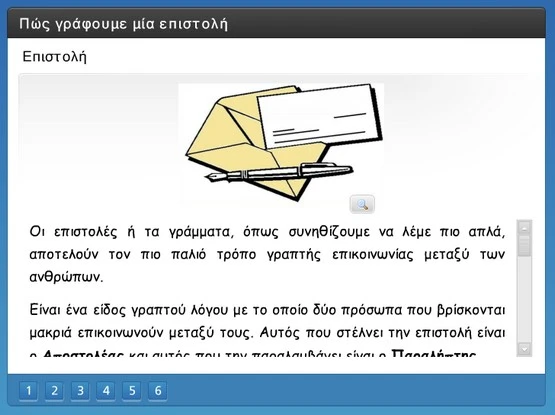 Πώς γράφουμε μία επιστολή
Επιστολή
Οι επιστολές ή τα γράμματα, όπως συνηθίζουμε να λέμε πιο απλά,
αποτελούν τον πιο παλιό τρόπο γραπτής επικοινωνίας μεταξύ των
ανθρώπων.
Είναι ένα είδος γραπτού λόγου με το οποίο δύο πρόσωπα που βρίσκονται
μακριά επικοινωνούν μεταξύ τους. Αυτός που στέλνει την επιστολή είναι
ο Αποστολέας και αυτός που την παραλαμβάνει είναι ο Παραλήπτης
1 2 3 4 5 6